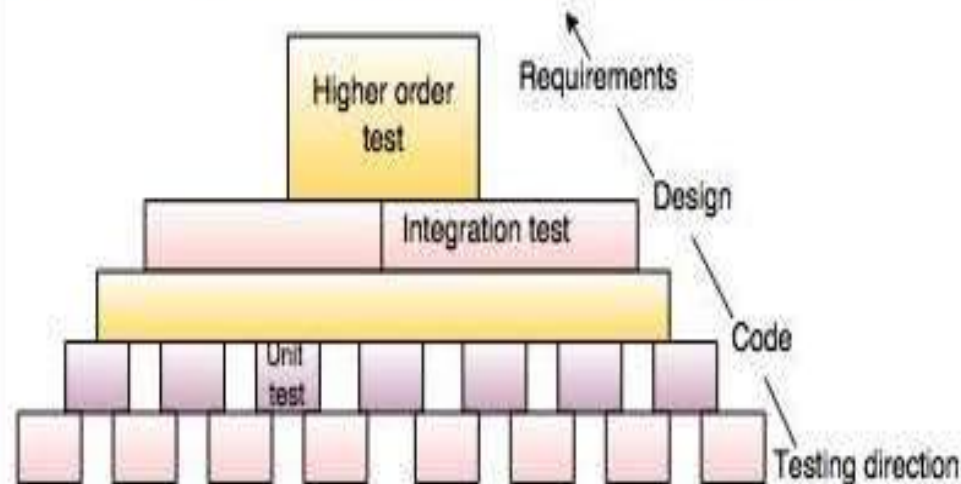 Higher order
test
Requirements
Design
Integration test
Code
Unit
test
Testing direction